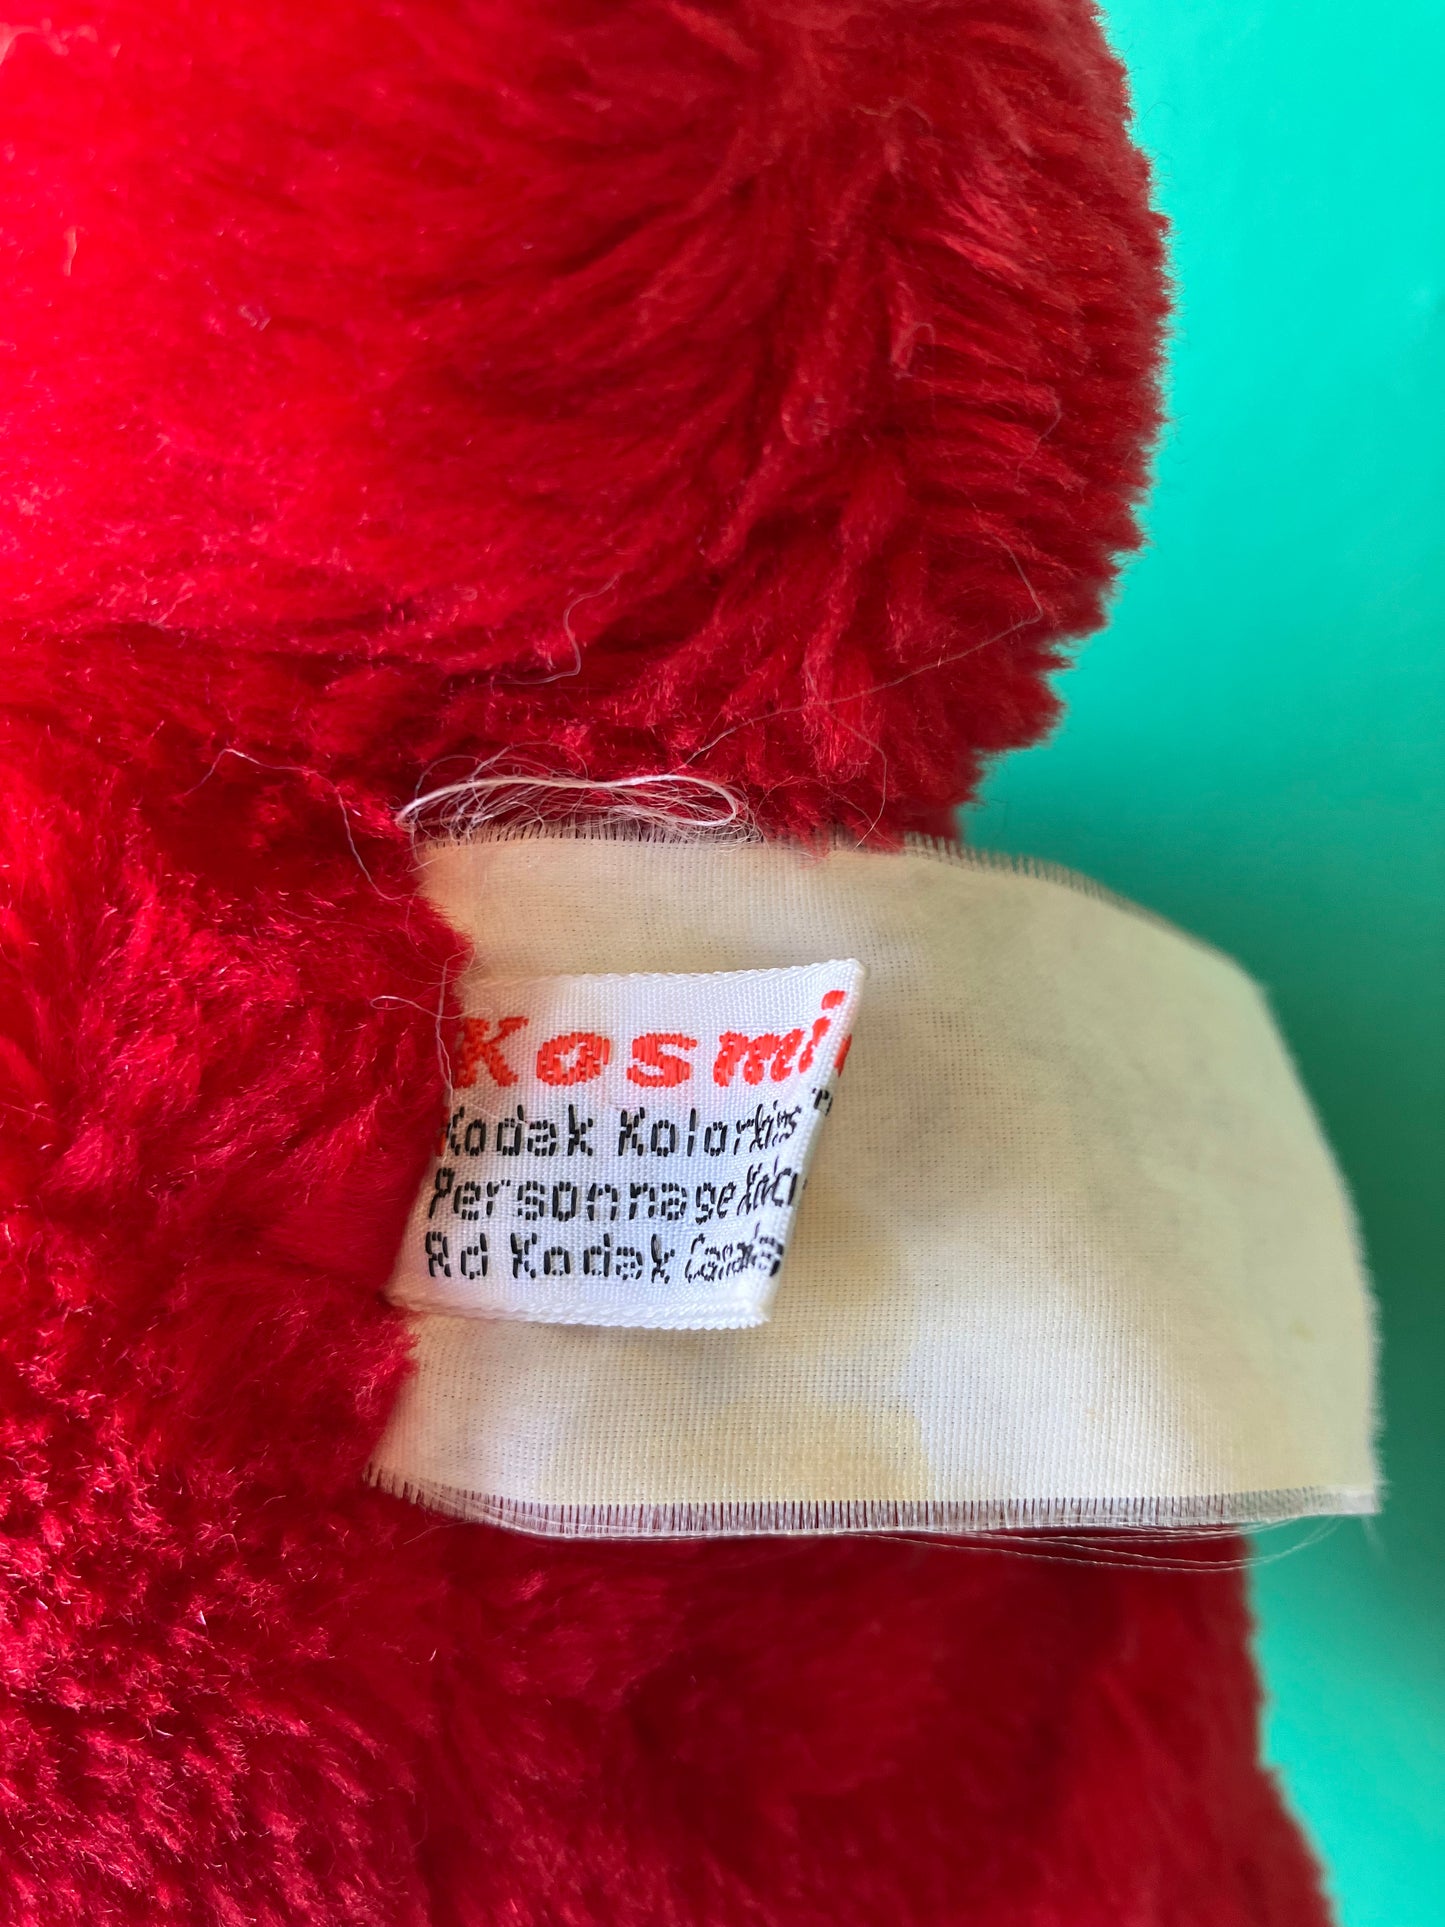 Kosmi
Kodak Kolorkins
Personnage
Rd Kodak Canada